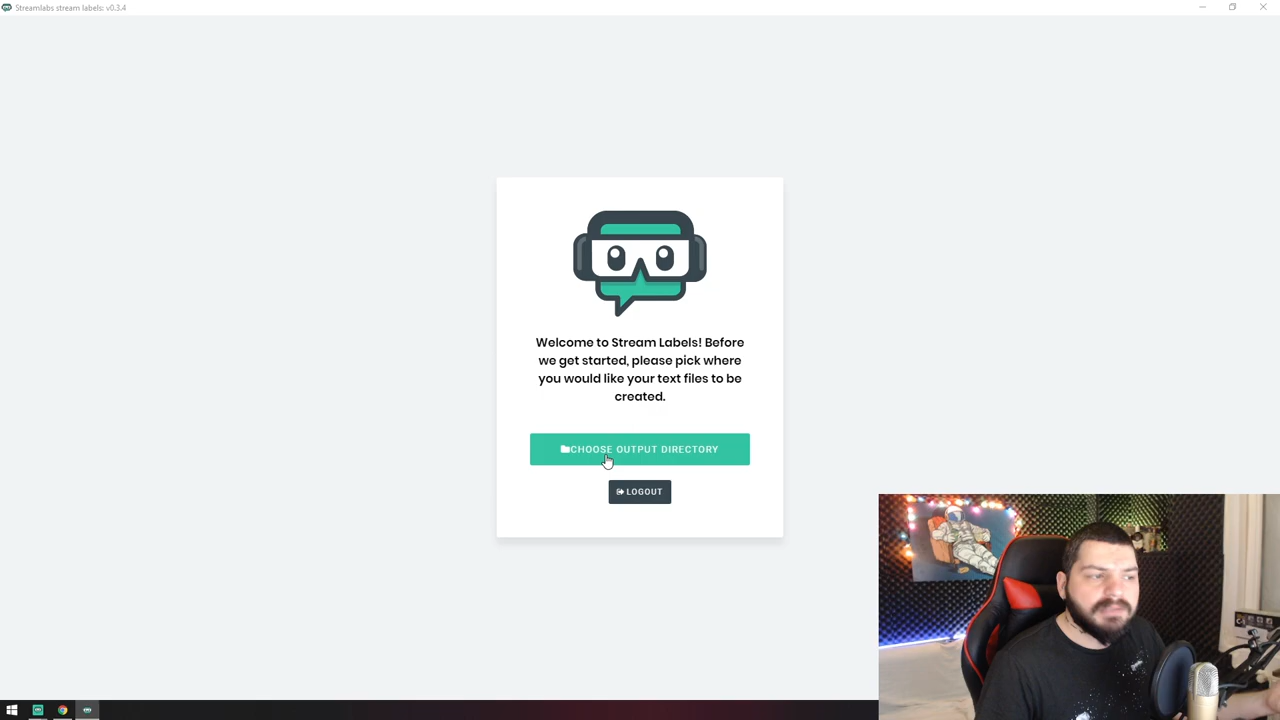 Streamlabs stream labels: v0.3.4
Welcome to Stream Labels! Before
we get started, please pick where
you would like your text files to be
created.
CHOOSE OUTPUT DIRECTORY
LOGOUT